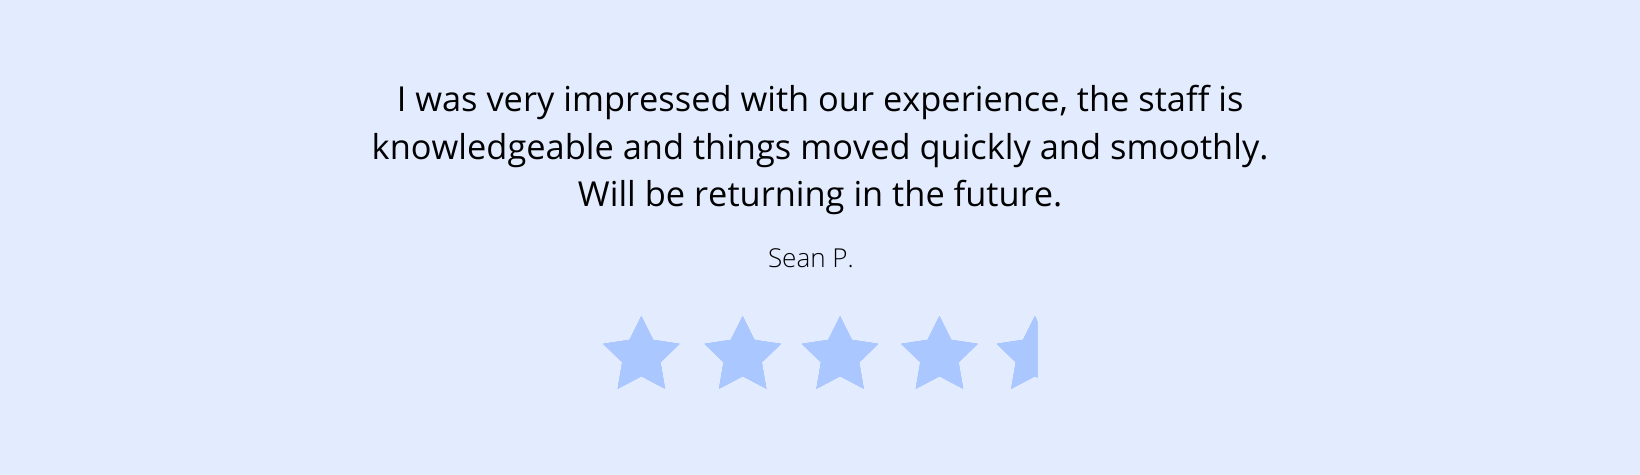 I was very impressed with our experience, the staff is
knowledgeable and things moved quickly and smoothly.
Will be returning in the future.
Sean P.